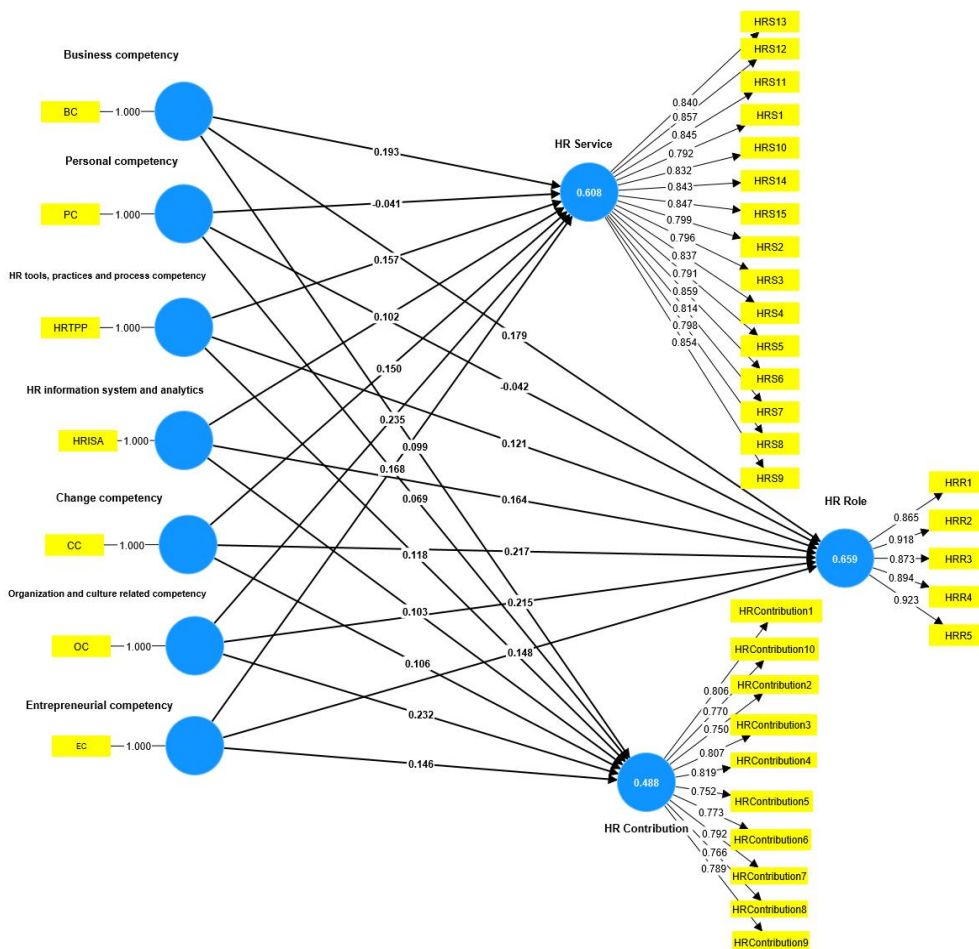 Business competency
BC
1.000
Personal competency
PC
1.000
HR tools, practices and process competency
HRTPP
1.000
HR information system and analytics
HRISA
1.000
Change competency
CC
1.000
Organization and culture related competency
OC
1.000
Entrepreneurial competency
EC
1.000
0.193
-0.041
0.157
0.102
0.150
0.235
0.099
0.168
0.069
0.118
0.103
0.106
0.232
0.146
0.179
-0.042
0.121
0.164
0.217
0.215
0.148
HR Service
0.608
0.840
0.857
0.845
0.792
0.832
0.843
0.847
0.799
0.796
0.837
0.791
0.859
0.814
0.798
0.854
HRS13
HRS12
HRS11
HRS1
HRS10
HRS14
HRS15
HRS2
HRS3
HRS4
HRS5
HRS6
HRS7
HRS8
HRS9
HR Role
0.659
0.865
0.918
0.873
0.894
0.923
HRR1
HRR2
HRR3
HRR4
HRR5
HR Contribution
0.488
0.806
0.770
0.750
0.807
0.819
0.752
0.773
0.792
0.766
0.789
HRContribution1
HRContribution10
HRContribution2
HRContribution3
HRContribution4
HRContribution5
HRContribution6
HRContribution7
HRContribution8
HRContribution9